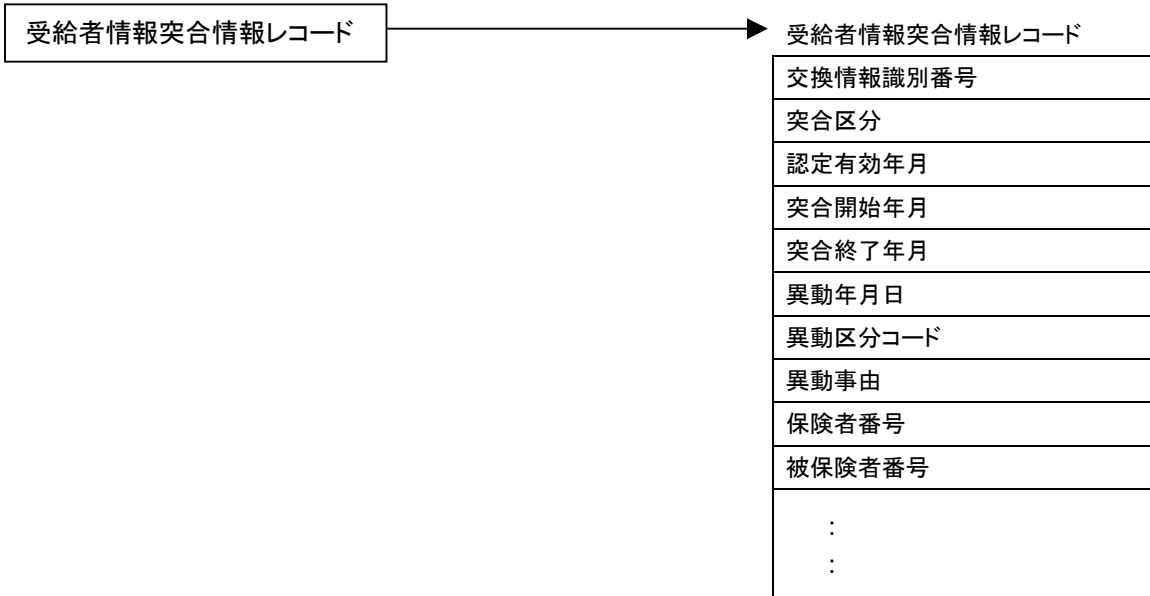 受給者情報突合情報レコード
受給者情報突合情報レコード
交換情報識別番号
突合区分
認定有効年月
突合開始年月
突合終了年月
異動年月日
異動区分コード
異動事由
保険者番号
被保険者番号
:
: